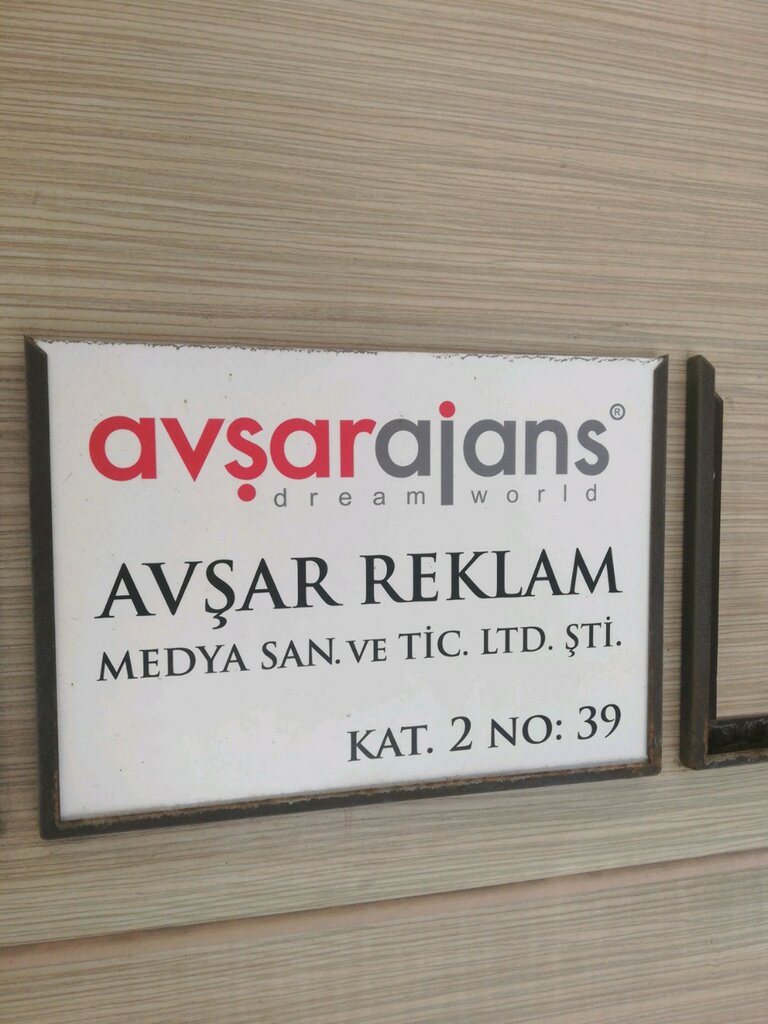 avşarajans®
dream world
AVŞAR REKLAM
MEDYA SAN. VE TİC. LTD. ŞTİ.
KAT. 2 NO: 39